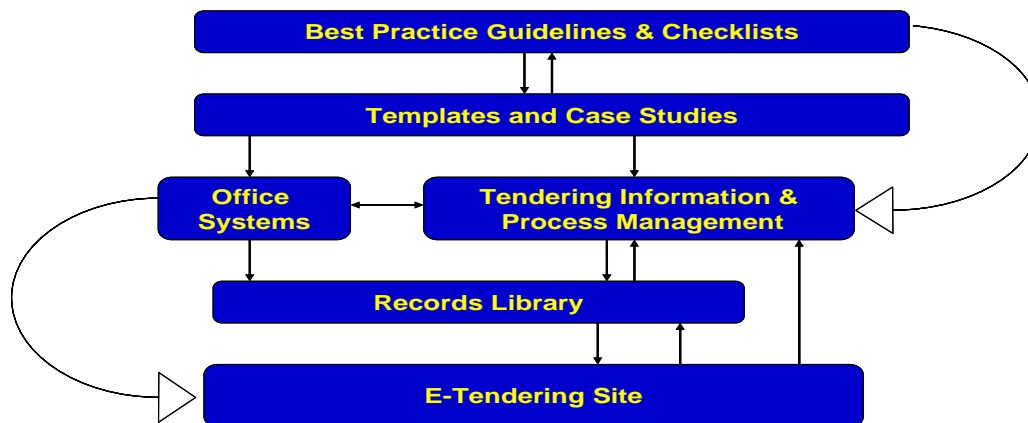 Best Practice Guidelines & Checklists
Templates and Case Studies
Office
Systems
Tendering Information &
Process Management
Records Library
E-Tendering Site